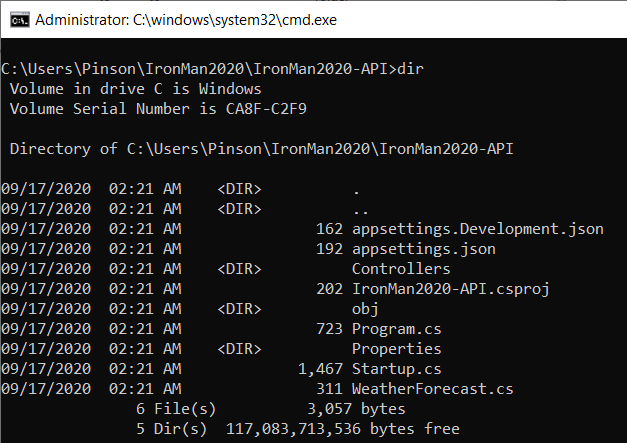 Administrator: C:\windows\system32\cmd.exe
C:\Users\Pinson\IronMan2020\IronMan2020-API>dir
 Volume in drive C is Windows
 Volume Serial Number is CA8F-C2F9
 Directory of C:\Users\Pinson\IronMan2020\IronMan2020-API
09/17/2020  02:21 AM    <DIR>          .
09/17/2020  02:21 AM    <DIR>          ..
09/17/2020  02:21 AM               162 appsettings.Development.json
09/17/2020  02:21 AM               192 appsettings.json
09/17/2020  02:21 AM    <DIR>          Controllers
09/17/2020  02:21 AM               202 IronMan2020-API.csproj
09/17/2020  02:21 AM    <DIR>          obj
09/17/2020  02:21 AM               723 Program.cs
09/17/2020  02:21 AM    <DIR>          Properties
09/17/2020  02:21 AM             1,467 Startup.cs
09/17/2020  02:21 AM               311 WeatherForecast.cs
               6 File(s)          3,057 bytes
               5 Dir(s)  117,083,713,536 bytes free